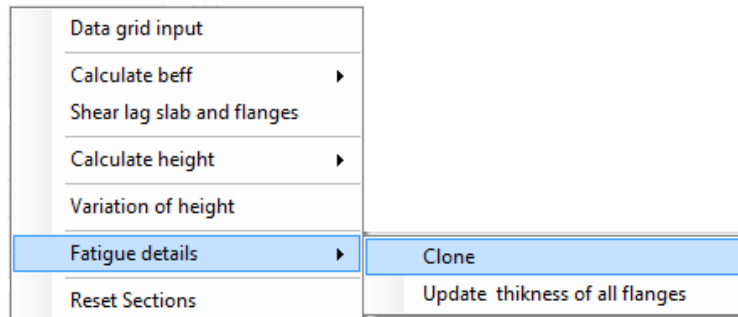 Data grid input
Calculate beff
Shear lag slab and flanges
Calculate height
Variation of height
Fatigue details
Clone
Reset Sections
Update thikness of all flanges